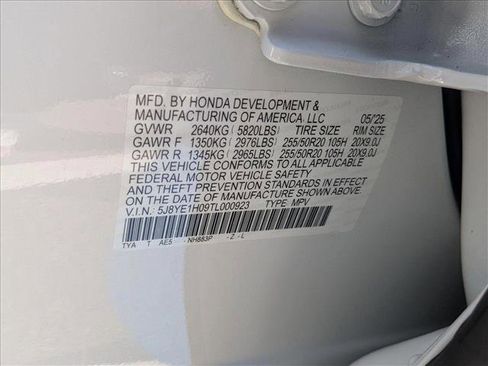 MFD. BY HONDA DEVELOPMENT &
MANUFACTURING OF AMERICA, LLC 05/25
GVWR 2640KG( 5820LBS) TIRE SIZE RIM SIZE
GAWR F 1350KG( 2976LBS) 255/50R20 105H 20X9.0J
GAWR R 1345KG( 2965LBS) 255/50R20 105H 20X9.0J
THIS VEHICLE CONFORMS TO ALL APPLICABLE
FEDERAL MOTOR VEHICLE SAFETY
AND THEFT PREVENTION STANDARDS IN EFFECT
ON THE DATE OF MANUFACTURE SHOWN ABOVE.
V.I.N.: 5J8YE1H09TL000923 TYPE MPV
TYA T AE5 NH883P -Z -L